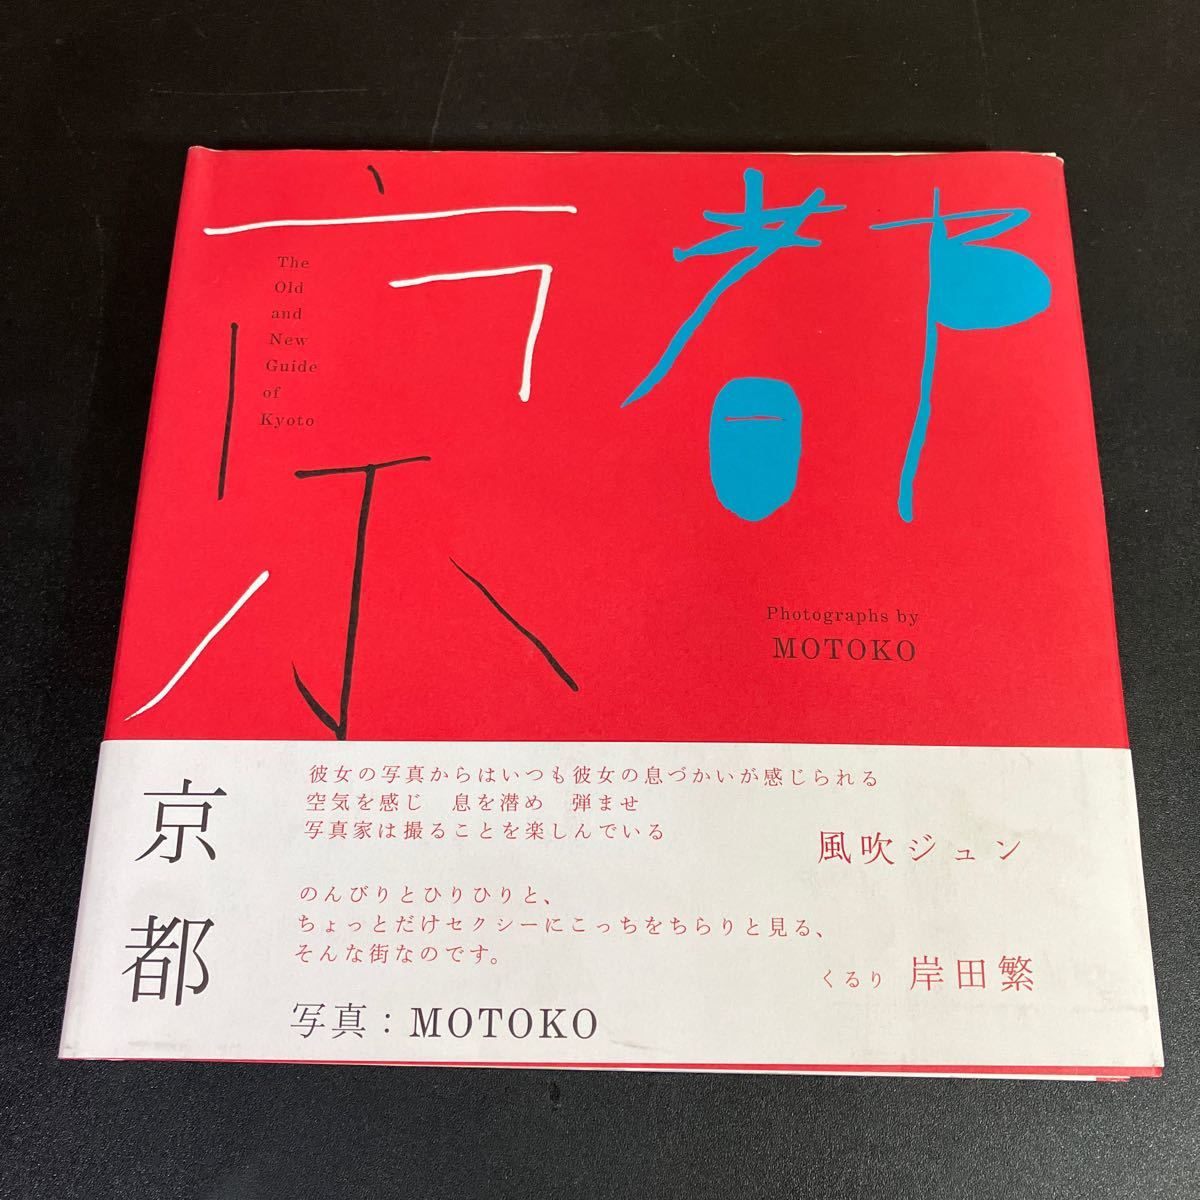 京都
The
Old
and
New
Guide
of
Kyoto
Photographs by
MOTOKO
京都
彼女の写真からはいつも彼女の息づかいが感じられる
空気を感じ　息を潜め　弾ませ
写真家は撮ることを楽しんでいる
風吹ジュン
のんびりとひりひりと、
ちょっとだけセクシーにこっちをちらりと見る、
そんな街なのです。
くるり 岸田繁
写真：MOTOKO